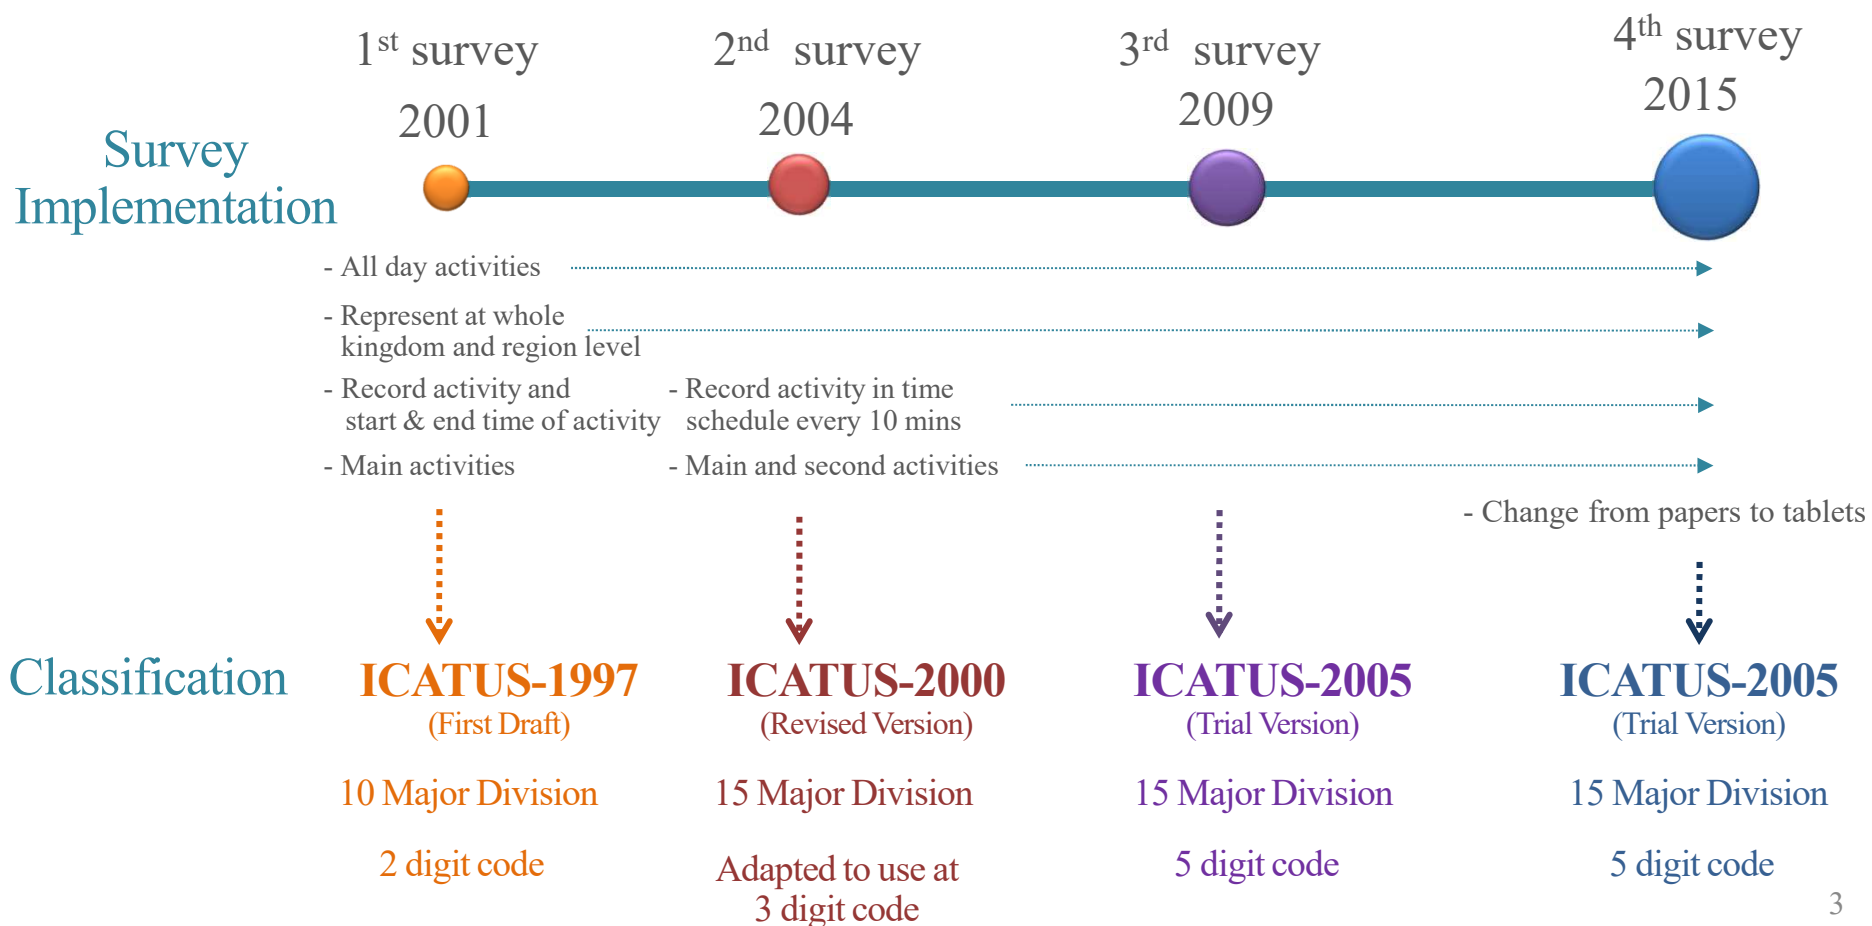 1st survey
2001
2nd survey
2004
3rd survey
2009
4th survey
2015
Survey
Implementation
- All day activities
- Represent at whole
kingdom and region level
- Record activity and
start & end time of activity
- Record activity in time
schedule every 10 mins
- Main activities
- Main and second activities
- Change from papers to tablets
Classification
ICATUS-1997
(First Draft)
10 Major Division
2 digit code
ICATUS-2000
(Revised Version)
15 Major Division
Adapted to use at
3 digit code
ICATUS-2005
(Trial Version)
15 Major Division
5 digit code
ICATUS-2005
(Trial Version)
15 Major Division
5 digit code
3